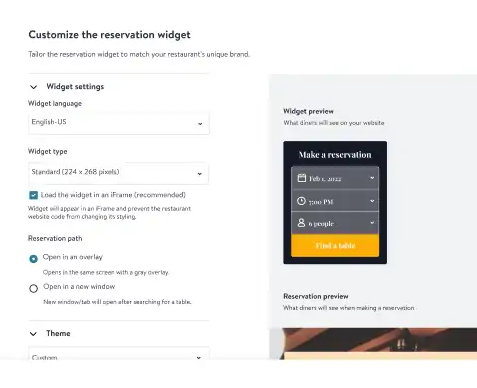 Customize the reservation widget
Tailor the reservation widget to match your restaurant's unique brand.
Widget settings
Widget language
English-US
Widget type
Standard (224 x 268 pixels)
Load the widget in an iFrame (recommended)
Widget will appear in an iFrame and prevent the restaurant
website code from changing its styling.
Reservation path
Open in an overlay
Opens in the same screen with a gray overlay.
Open in a new window
New window/tab will open after searching for a table.
Theme
Custom
Widget preview
What diners will see on your website
Make a reservation
Feb 1, 2022
7:00 PM
6 people
Find a table
Reservation preview
What diners will see when making a reservation